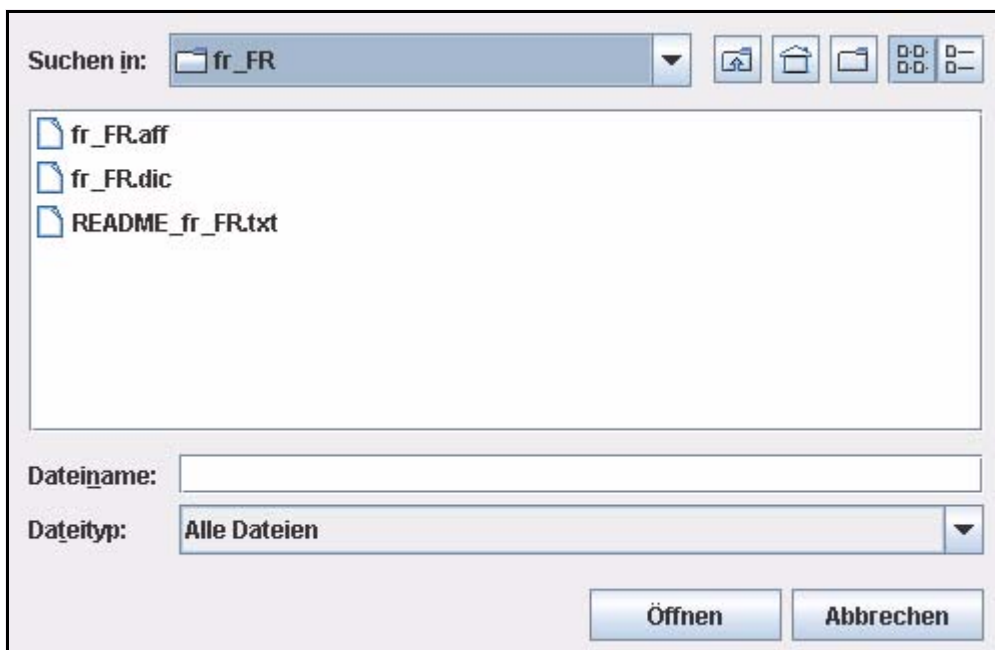 Suchen in: fr_FR
fr_FR.aff
fr_FR.dic
README_fr_FR.txt
Dateiname:
Dateityp: Alle Dateien
Öffnen Abbrechen